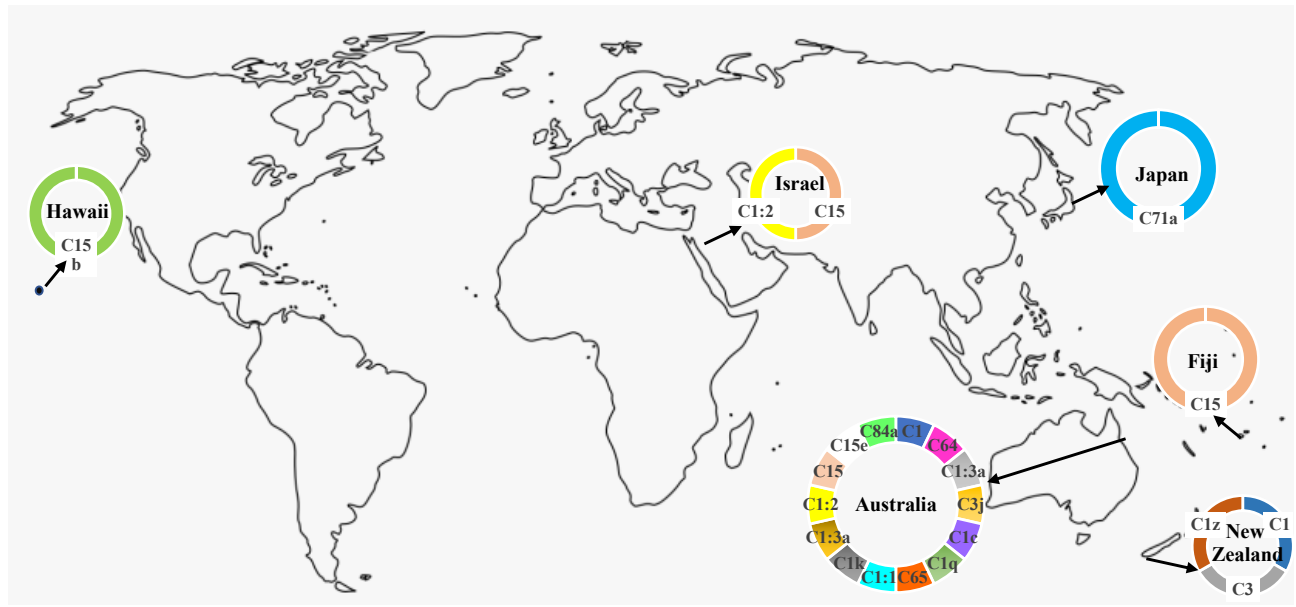 Hawaii
C15
b
Israel
C1:2
C15
Japan
C71a
Fiji
C15
Australia
C84a
C1
C64
C1:3a
C3j
C1c
C1q
C65
C1:1
C1k
C1:3a
C1:2
C15
C15e
New
Zealand
C1z
C1
C3